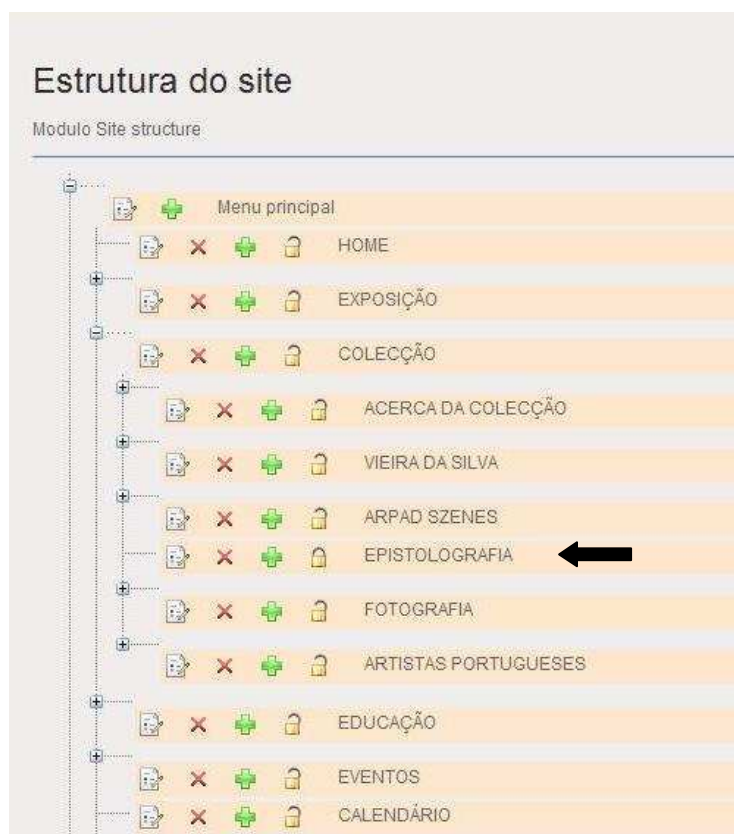 Estrutura do site
Modulo Site structure
Menu principal
HOME
EXPOSIÇÃO
COLECÇÃO
ACERCA DA COLECÇÃO
VIEIRA DA SILVA
ARPAD SZENES
EPISTOLOGRAFIA
FOTOGRAFIA
ARTISTAS PORTUGUESES
EDUCAÇÃO
EVENTOS
CALENDÁRIO